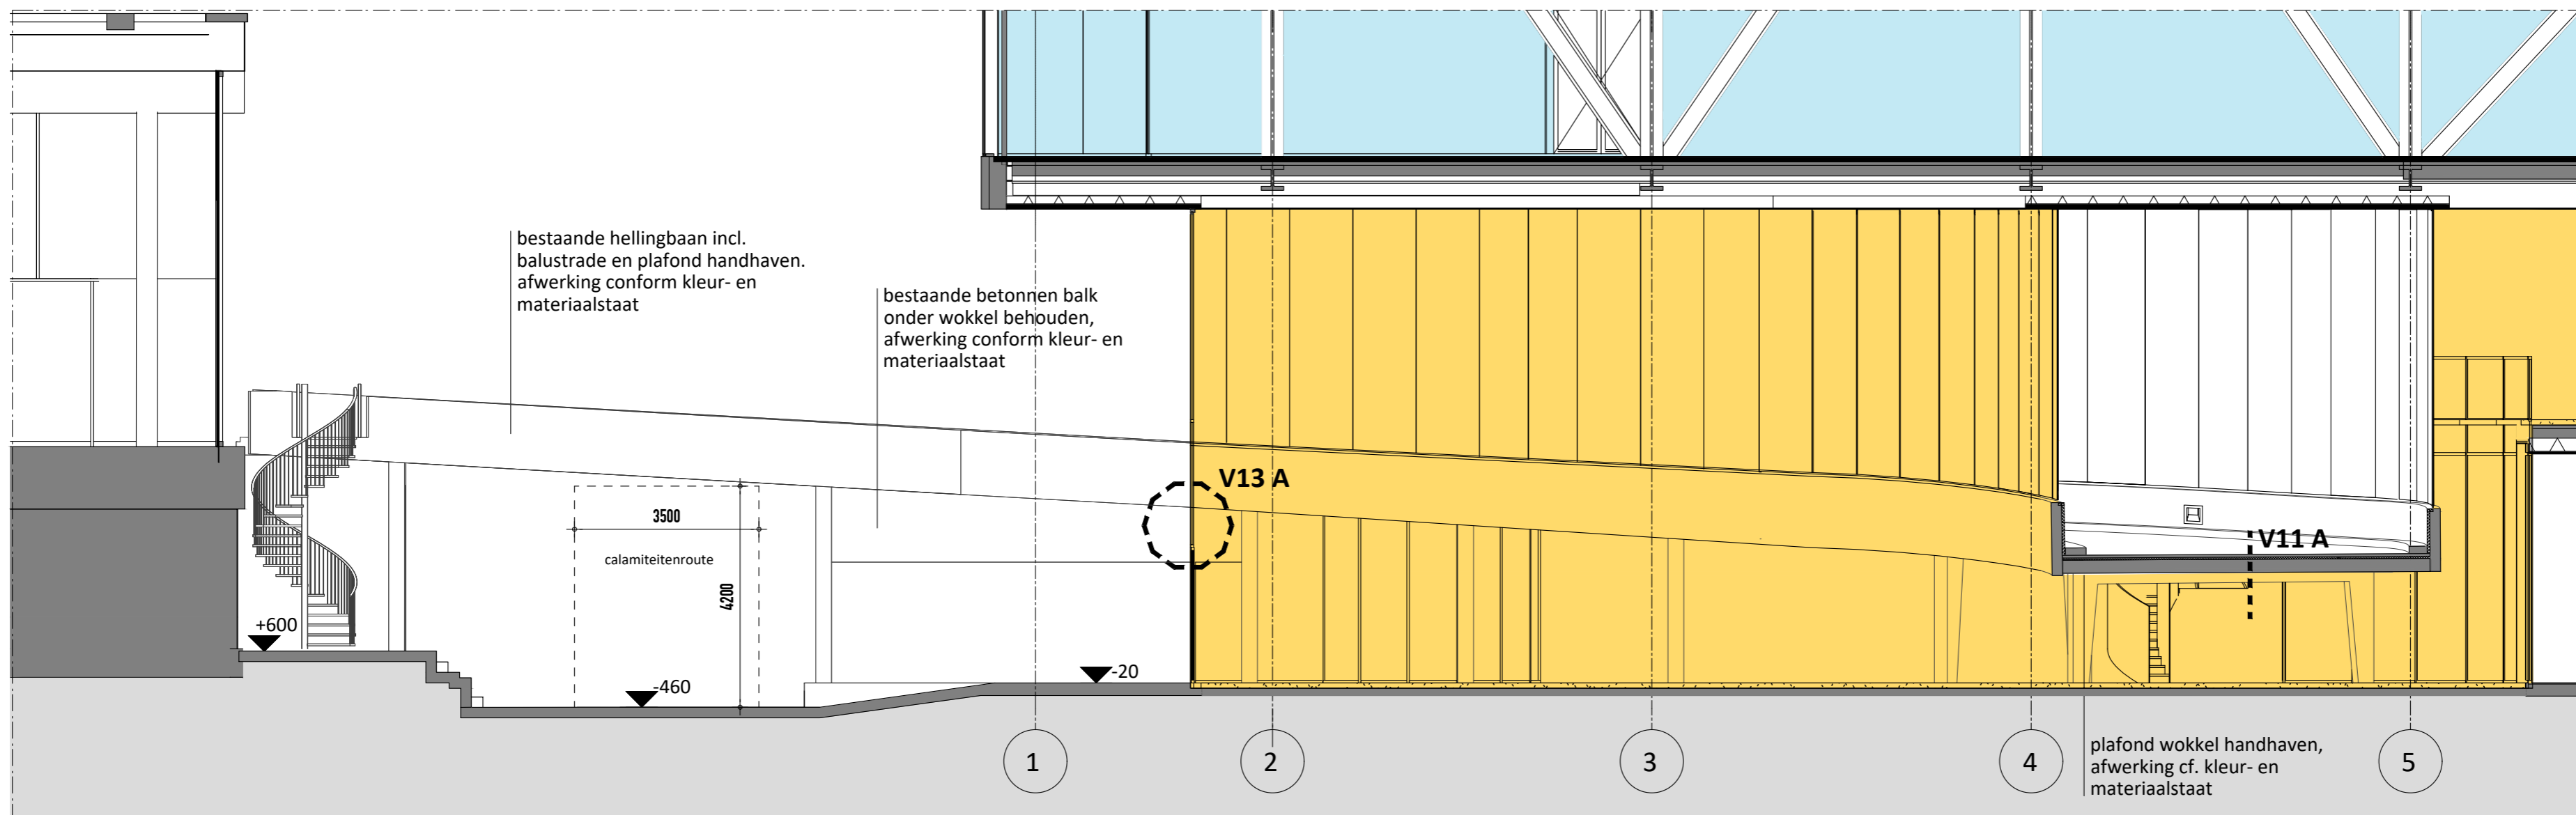 bestaande hellingbaan incl.
balustrade en plafond handhaven.
afwerking conform kleur- en
materiaalstaat
bestaande betonnen balk
onder wokkel behouden,
afwerking conform kleur- en
materiaalstaat
V13 A
3500
calamiteitenroute
4200
V11 A
+600
-460
-20
1
2
3
4
5
plafond wokkel handhaven,
afwerking cf. kleur- en
materiaalstaat